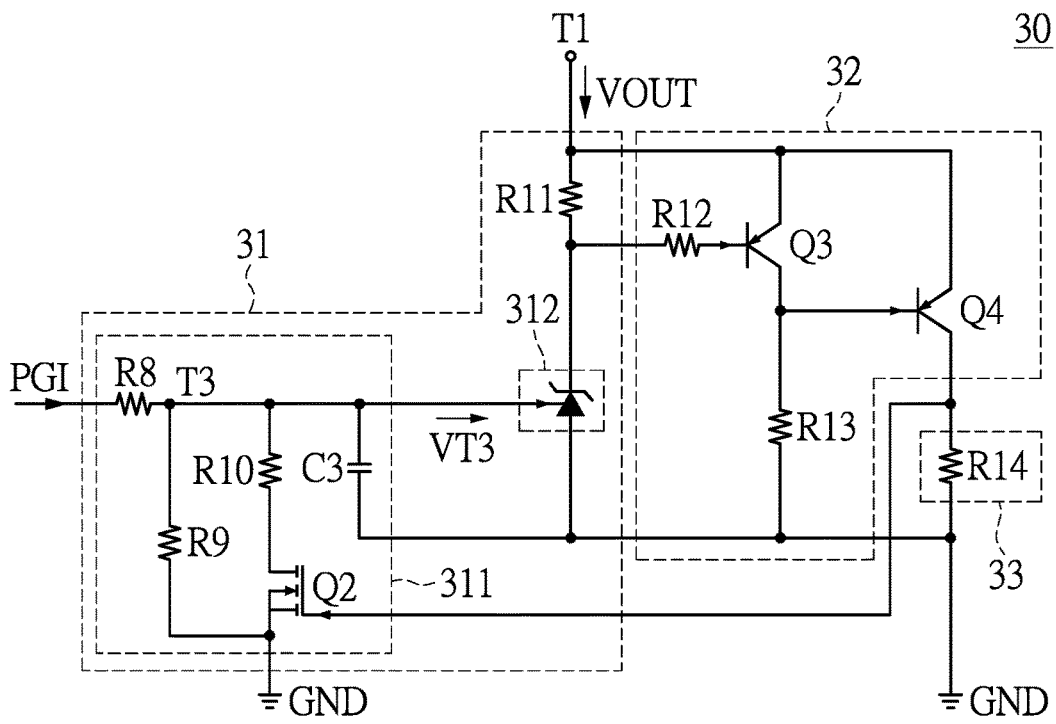 T1
30
VOUT
32
R11
R12
Q3
31
312
Q4
PGI
R8
T3
VT3
R13
R10
C3
R14
R9
Q2
311
33
GND
GND